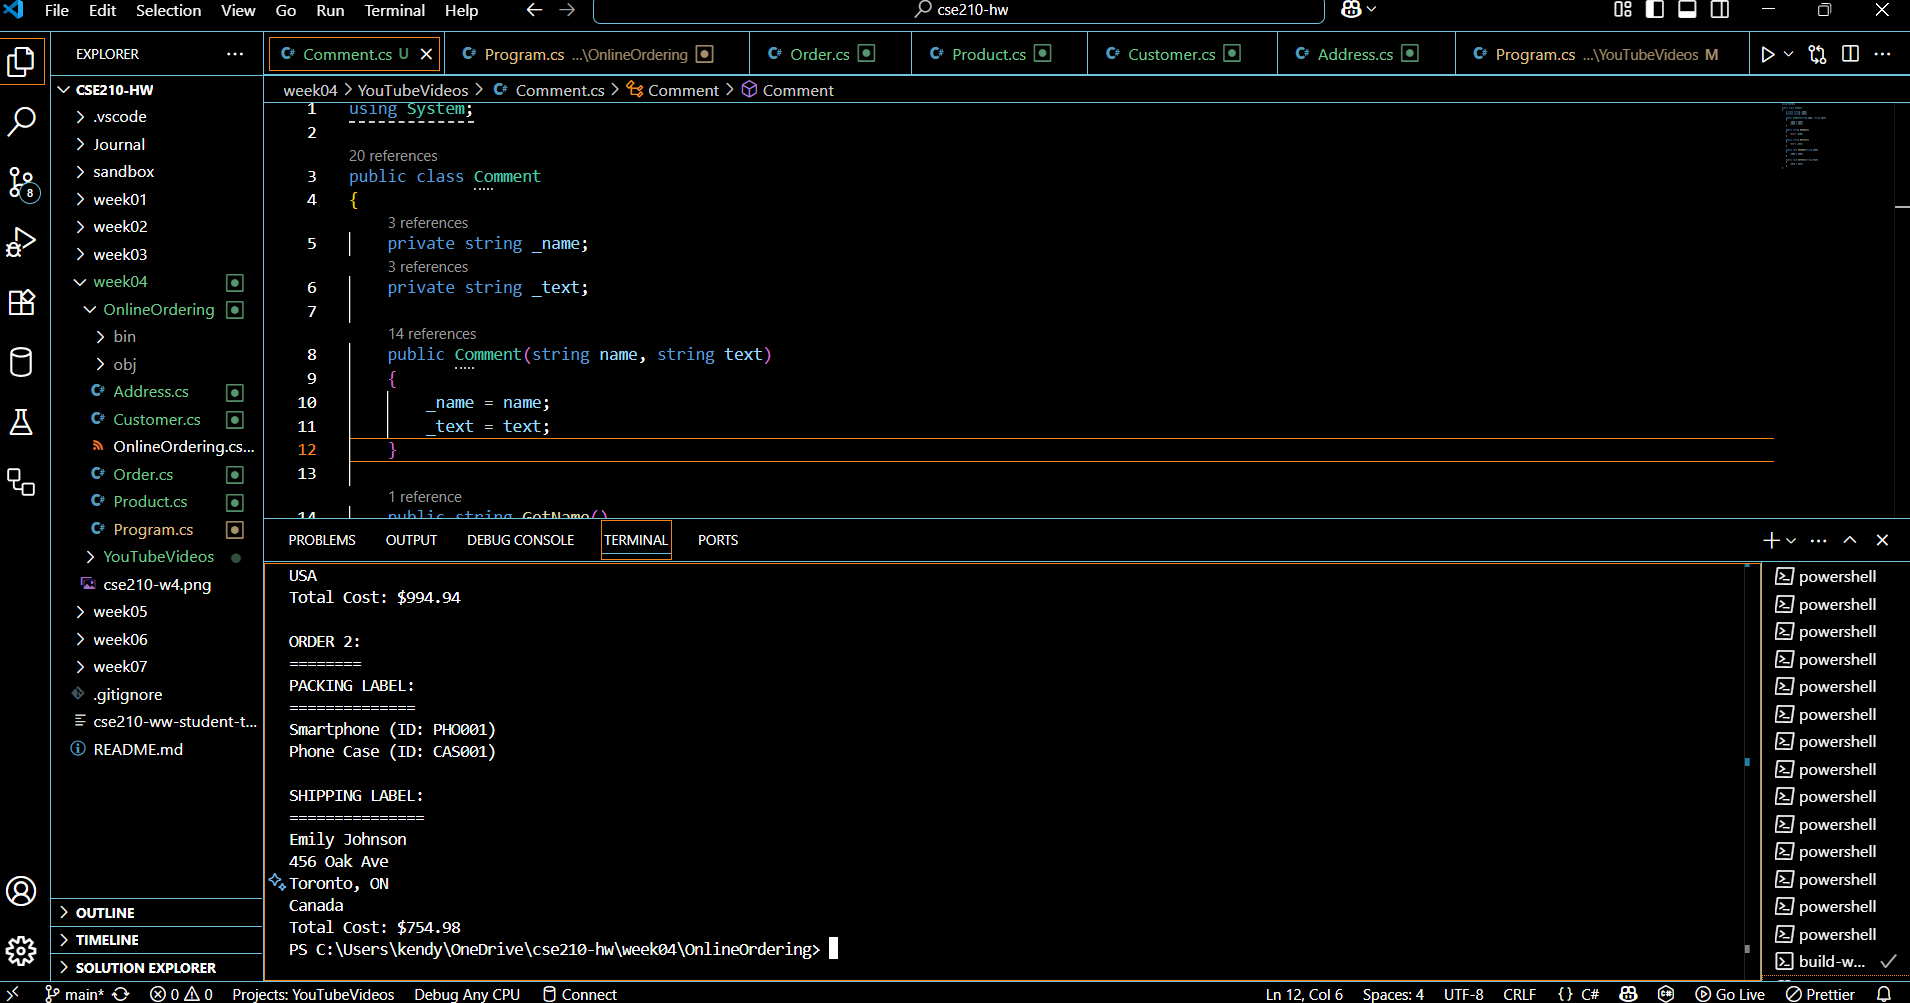 File Edit Selection View Go Run Terminal Help
cse210-hw
EXPLORER
Comment.cs U
Program.cs ...\OnlineOrdering
Order.cs
Product.cs
Customer.cs
Address.cs
Program.cs ...\YouTubeVideos M
week04 > YouTubeVideos > Comment.cs > Comment > Comment
CSE210-HW
.vscode
Journal
sandbox
week01
week02
week03
week04
OnlineOrdering
bin
obj
Address.cs
Customer.cs
OnlineOrdering.cs...
Order.cs
Product.cs
Program.cs
YouTubeVideos
cse210-w4.png
week05
week06
week07
.gitignore
cse210-ww-student-t...
README.md
OUTLINE
TIMELINE
SOLUTION EXPLORER
8
1 using System;
2
20 references
3 public class Comment
4 {
3 references
5 private string _name;
3 references
6 private string _text;
7
14 references
8 public Comment(string name, string text)
9 {
10 _name = name;
11 _text = text;
12 }
13
1 reference
14 public string GetName()
PROBLEMS OUTPUT DEBUG CONSOLE TERMINAL PORTS
USA
Total Cost: $994.94
ORDER 2:
========
PACKING LABEL:
==============
Smartphone (ID: PHO001)
Phone Case (ID: CAS001)
SHIPPING LABEL:
===============
Emily Johnson
456 Oak Ave
Toronto, ON
Canada
Total Cost: $754.98
PS C:\Users\kendy\OneDrive\cse210-hw\week04\OnlineOrdering>
powershell
powershell
powershell
powershell
powershell
powershell
powershell
powershell
powershell
powershell
powershell
powershell
powershell
powershell
build-w...
main* 0 0 Projects: YouTubeVideos Debug Any CPU Connect Ln 12, Col 6 Spaces: 4 UTF-8 CRLF {} C# Go Live Prettier